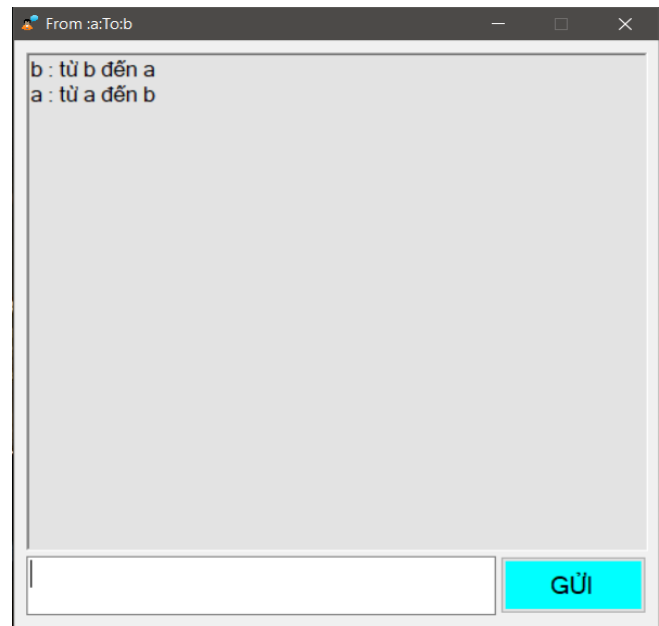 From :a:To:b
b : từ b đến a
a : từ a đến b
GỬI